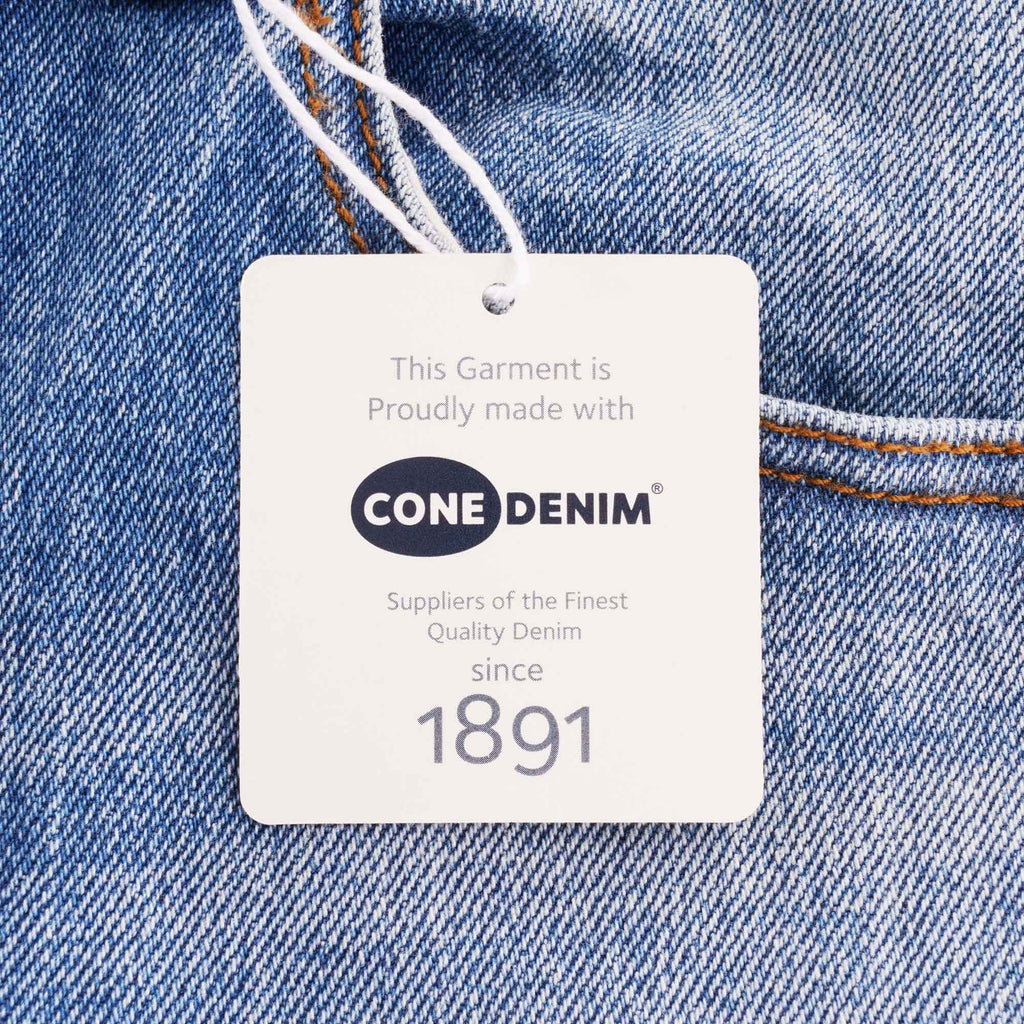 This Garment is
Proudly made with
CONE DENIM®
Suppliers of the Finest
Quality Denim
since
1891